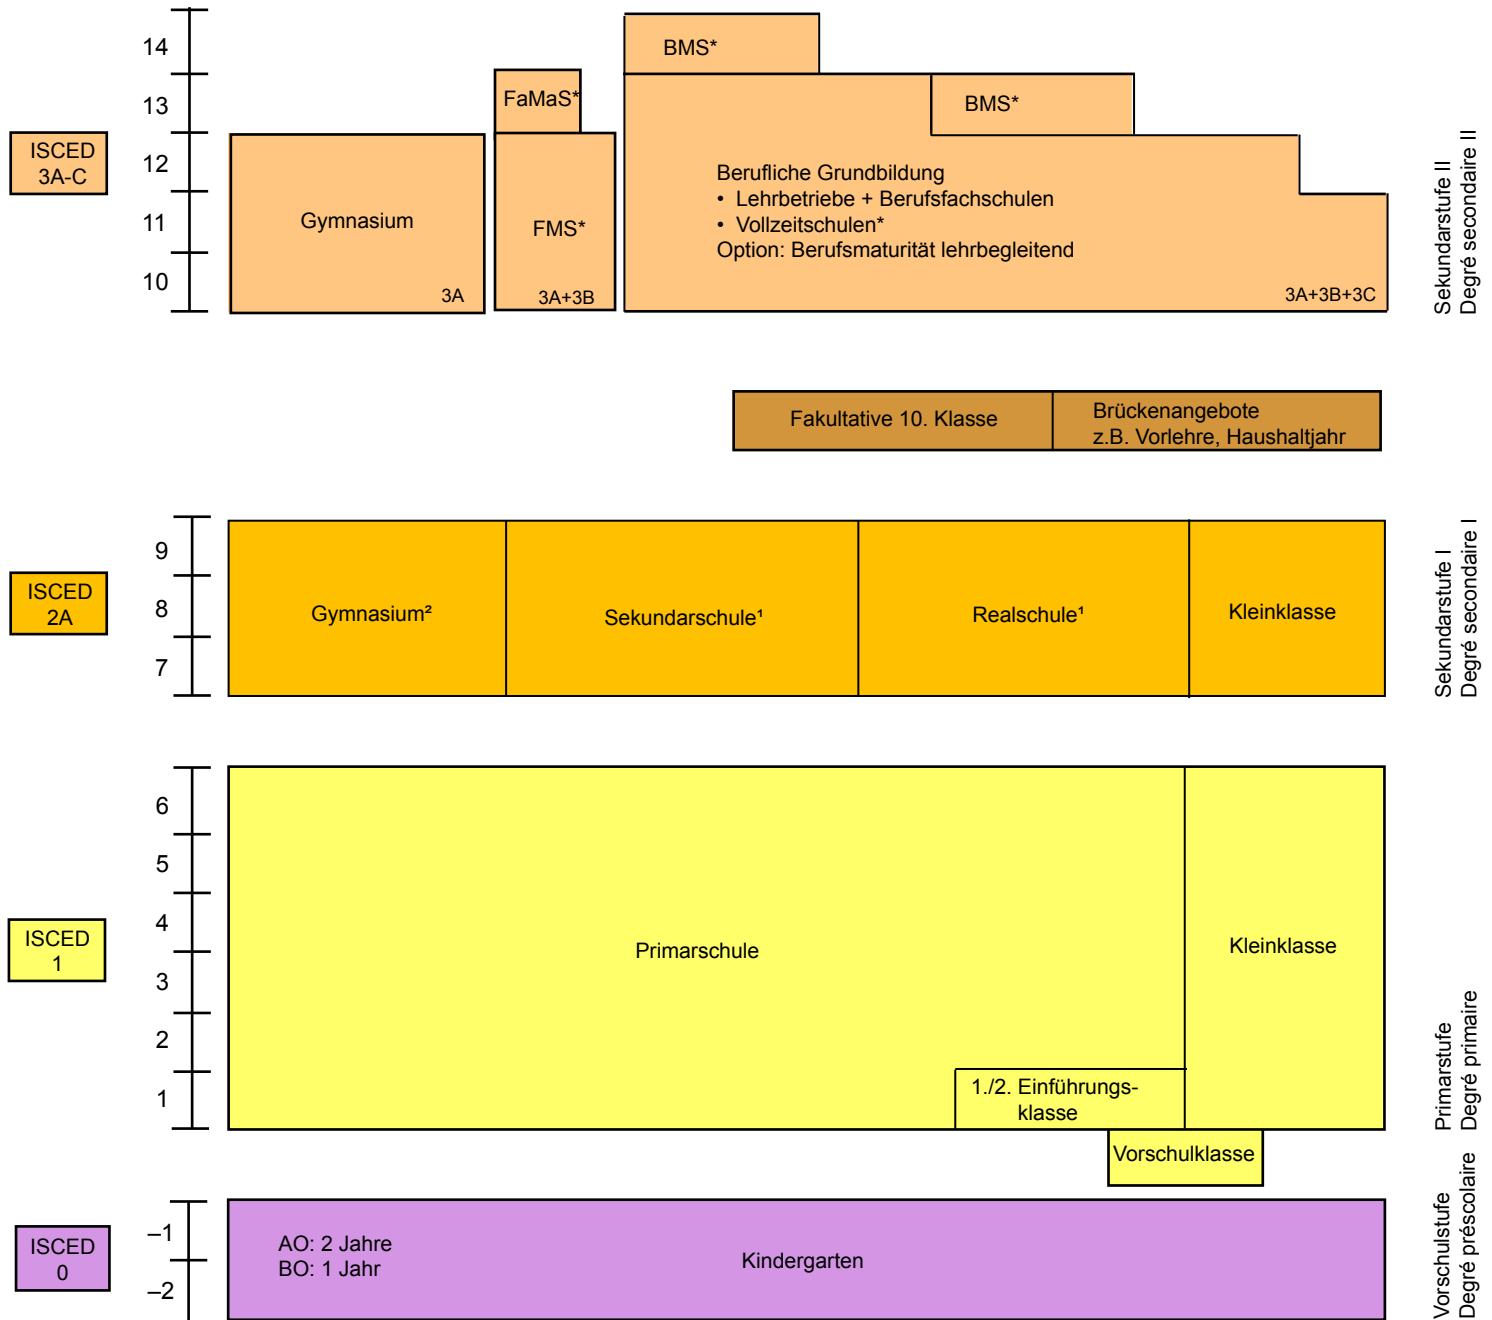 14
BMS*
13
FaMaS*
BMS*
ISCED
3A-C
12
Berufliche Grundbildung
• Lehrbetriebe + Berufsfachschulen
• Vollzeitschulen*
Option: Berufsmaturität lehrbegleitend
11
Gymnasium
FMS*
10
3A
3A+3B
3A+3B+3C
Sekundarstufe II
Degré secondaire II
Fakultative 10. Klasse
Brückenangebote
z.B. Vorlehre, Haushaltjahr
9
ISCED
2A
8
Gymnasium²
Sekundarschule¹
Realschule¹
Kleinklasse
7
Sekundarstufe I
Degré secondaire I
6
5
4
ISCED
1
Primarschule
Kleinklasse
3
2
1
1./2. Einführungs-
klasse
Primarstufe
Degré primaire
Vorschulklasse
–1
ISCED
0
AO: 2 Jahre
BO: 1 Jahr
Kindergarten
–2
Vorschulstufe
Degré préscolaire